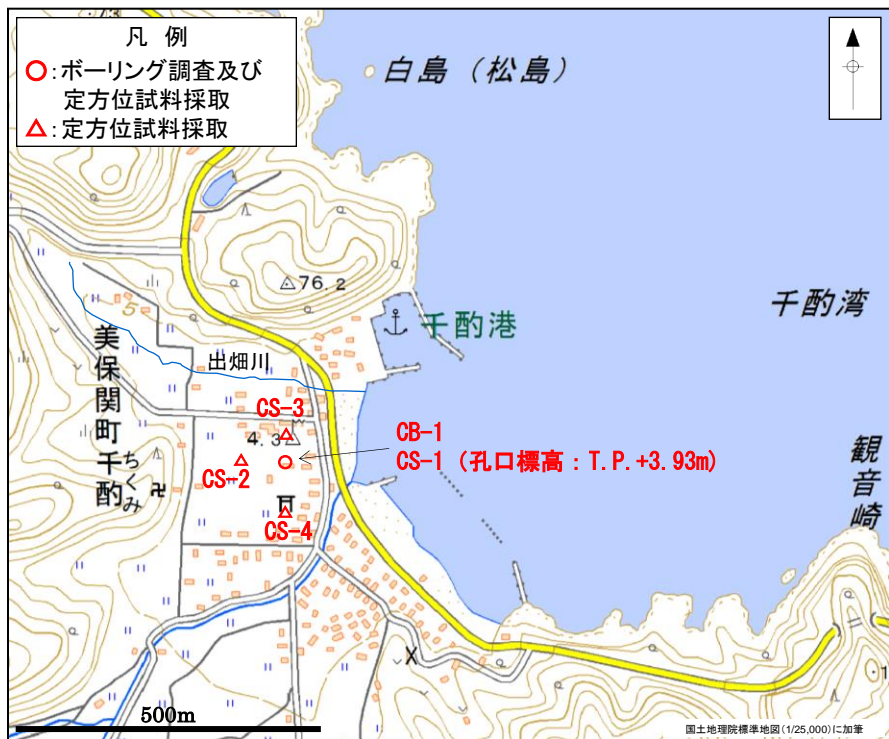 凡 例
○:ボーリング調査及び
定方位試料採取
△:定方位試料採取
白島(松島)
76.2
千酌港
千酌湾
5
出畑川
美保関町千酌
ちくみ
CS-3
4.3
CB-1
CS-1 (孔口標高:T.P.+3.93m)
CS-2
CS-4
観音崎
X
1
500m
国土地理院標準地図(1/25,000)に加筆